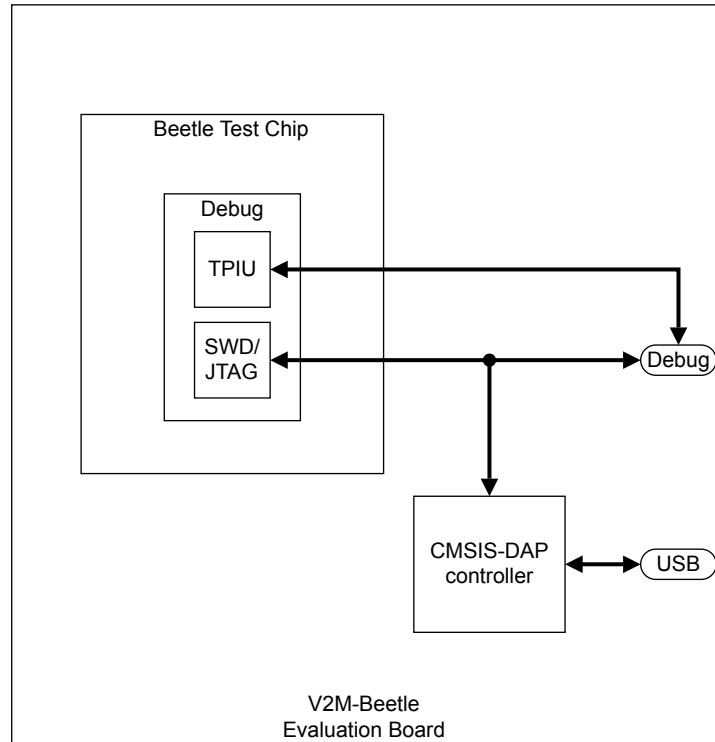 Beetle Test Chip
Debug
TPIU
SWD/
JTAG
Debug
CMSIS-DAP
controller
USB
V2M-Beetle
Evaluation Board